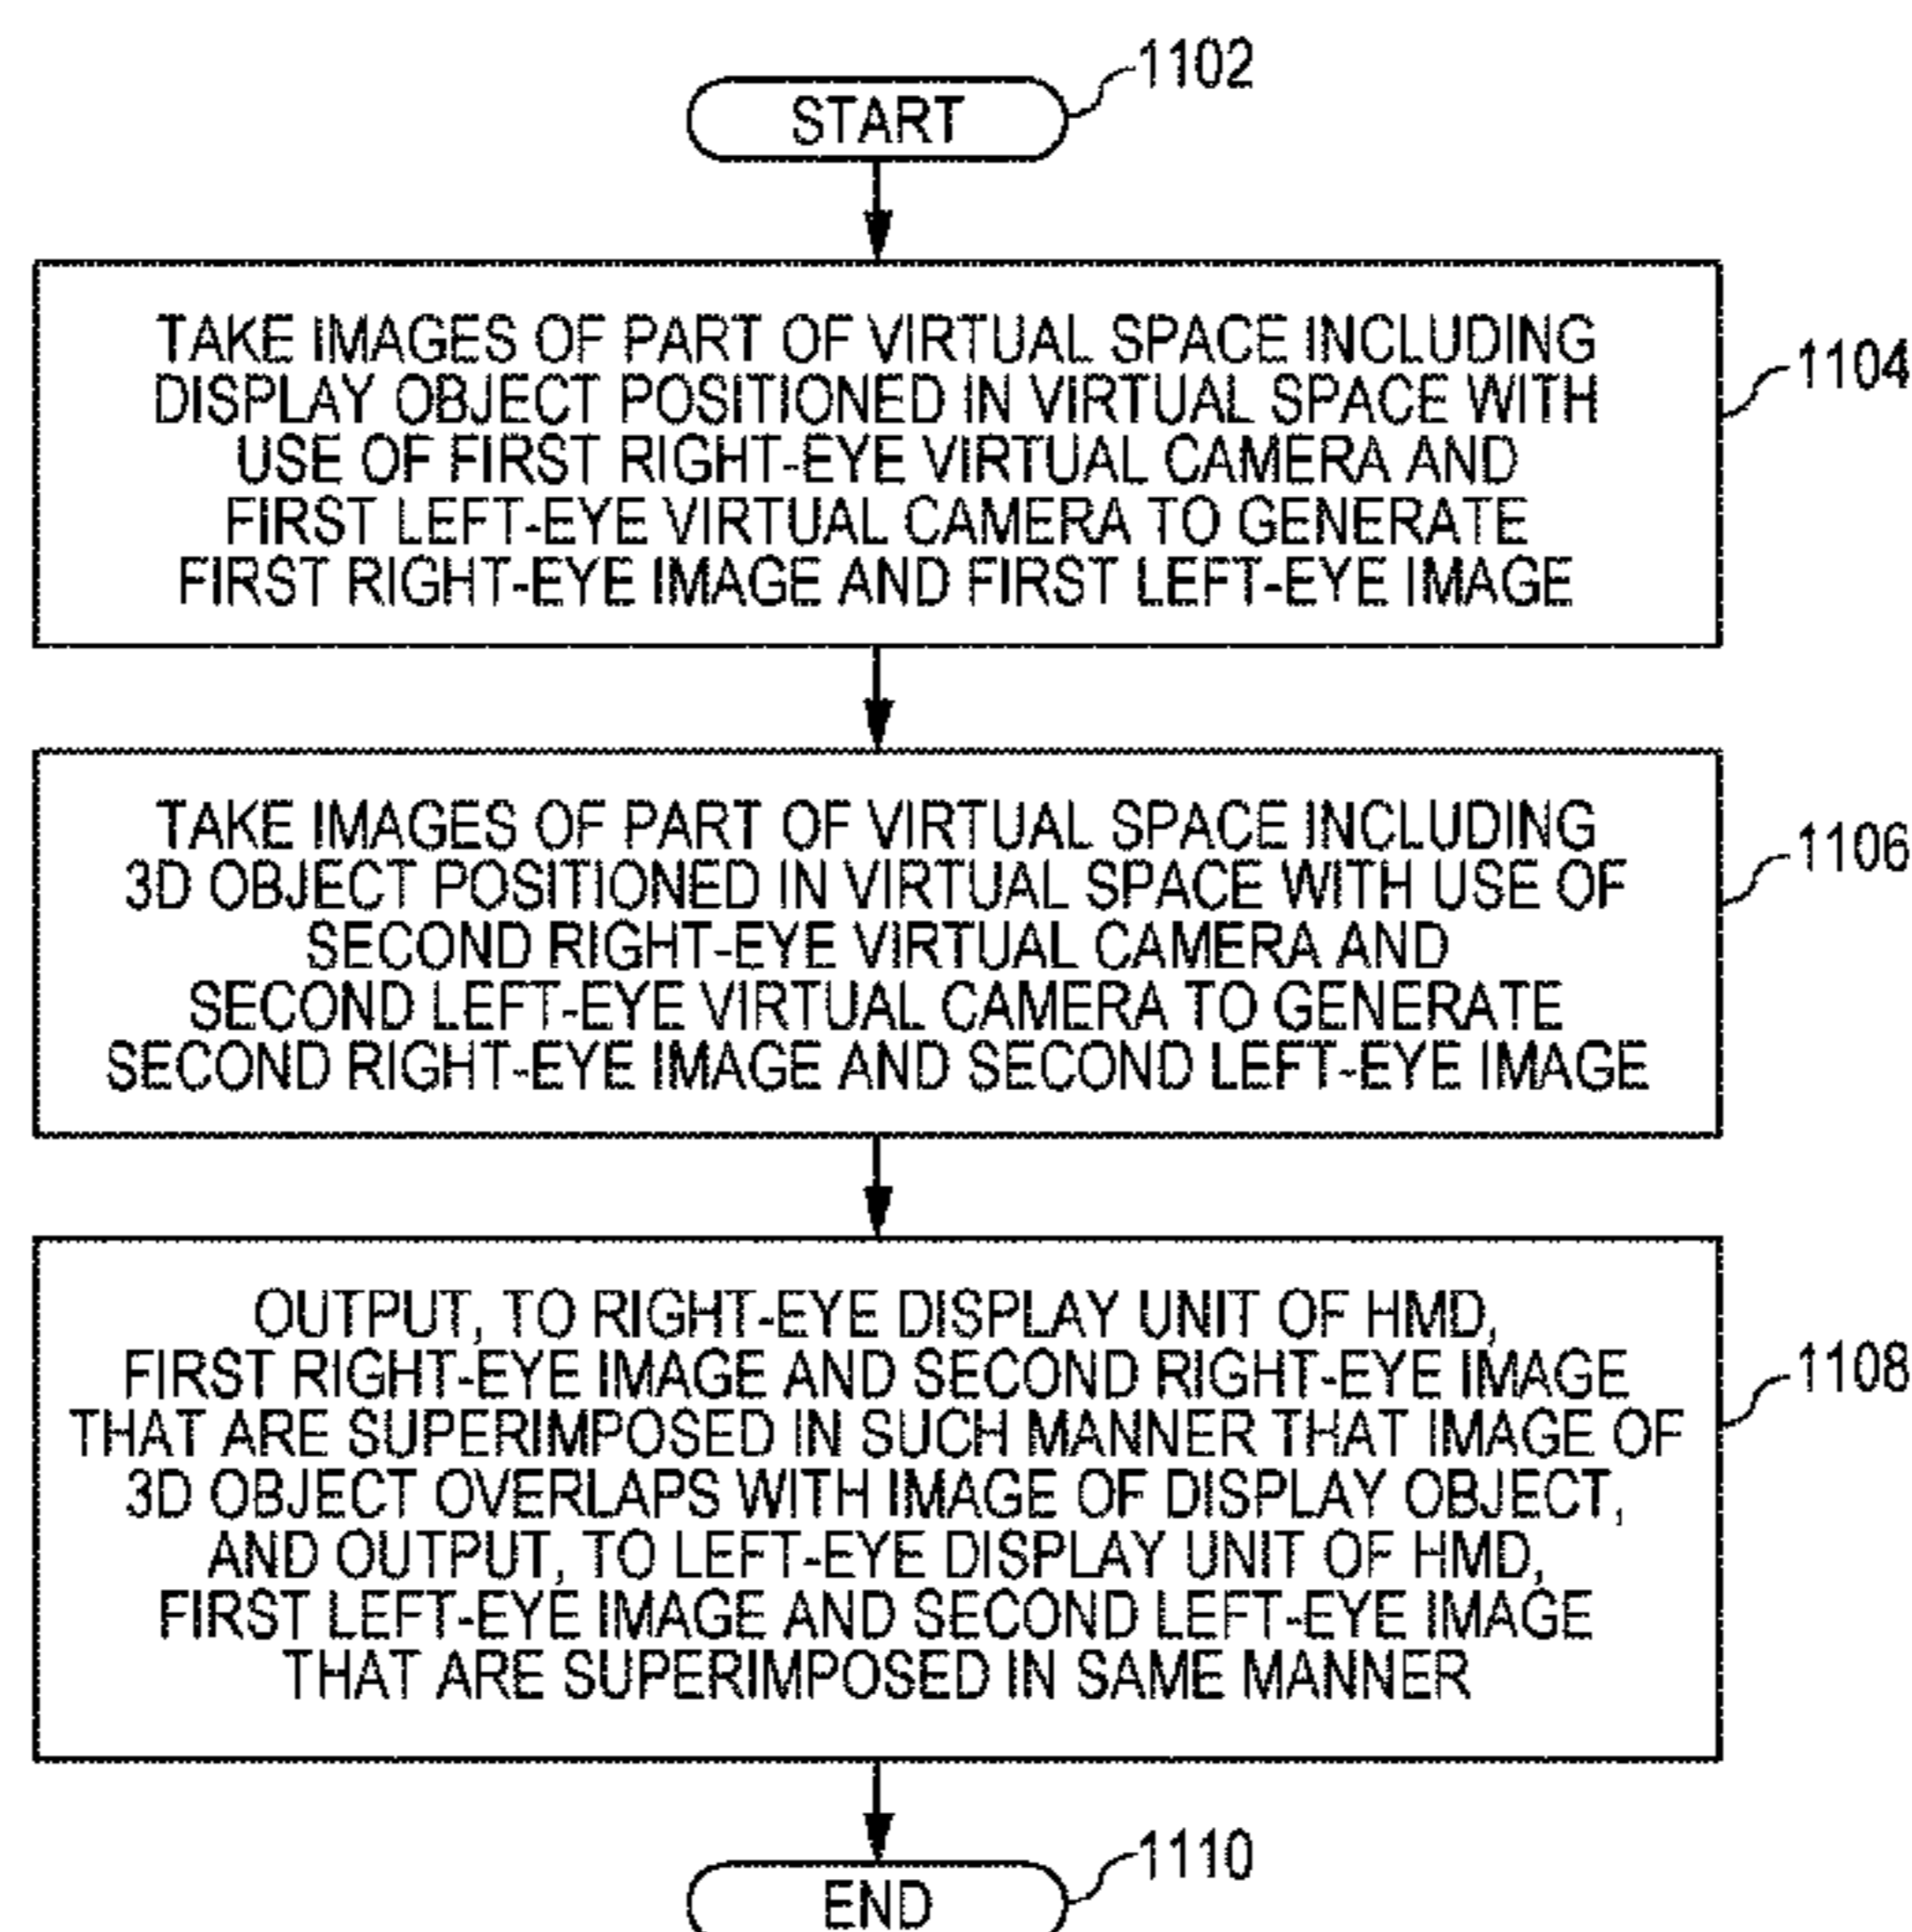 1102
START
TAKE IMAGES OF PART OF VIRTUAL SPACE INCLUDING
DISPLAY OBJECT POSITIONED IN VIRTUAL SPACE WITH
USE OF FIRST RIGHT-EYE VIRTUAL CAMERA AND
FIRST LEFT-EYE VIRTUAL CAMERA TO GENERATE
FIRST RIGHT-EYE IMAGE AND FIRST LEFT-EYE IMAGE
1104
TAKE IMAGES OF PART OF VIRTUAL SPACE INCLUDING
3D OBJECT POSITIONED IN VIRTUAL SPACE WITH USE OF
SECOND RIGHT-EYE VIRTUAL CAMERA AND
SECOND LEFT-EYE VIRTUAL CAMERA TO GENERATE
SECOND RIGHT-EYE IMAGE AND SECOND LEFT-EYE IMAGE
1106
OUTPUT, TO RIGHT-EYE DISPLAY UNIT OF HMD,
FIRST RIGHT-EYE IMAGE AND SECOND RIGHT-EYE IMAGE
THAT ARE SUPERIMPOSED IN SUCH MANNER THAT IMAGE OF
3D OBJECT OVERLAPS WITH IMAGE OF DISPLAY OBJECT,
AND OUTPUT, TO LEFT-EYE DISPLAY UNIT OF HMD,
FIRST LEFT-EYE IMAGE AND SECOND LEFT-EYE IMAGE
THAT ARE SUPERIMPOSED IN SAME MANNER
1108
1110
END